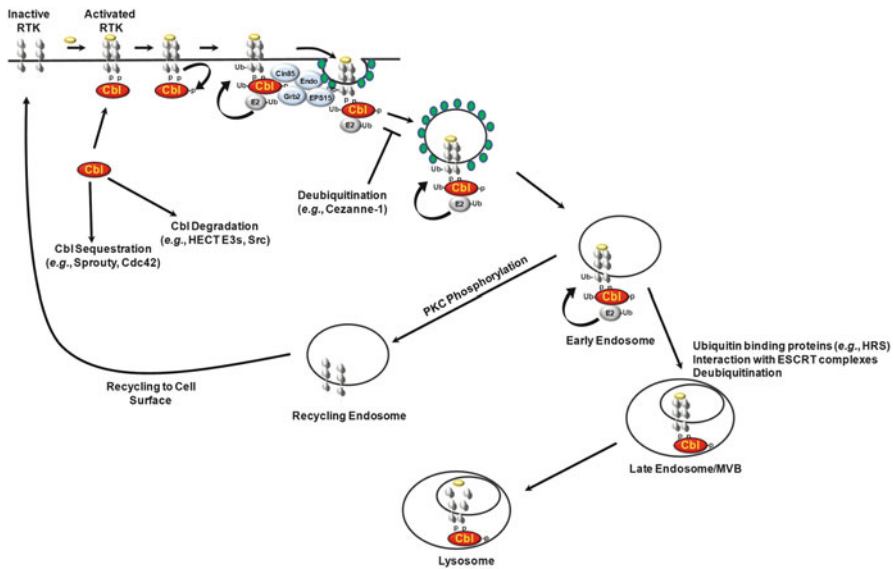 Inactive
RTK
Activated
RTK
p p
Cbl
p p
Cbl
p
Ub
p p
Ub
Cbl
p
E2
Ub
Cin85
Endo
Grb2
EPS15
p p
Ub
Cbl
p
E2
Ub
Cbl
Cbl Degradation
(e.g., HECT E3s, Src)
Cbl Sequestration
(e.g., Sprouty, Cdc42)
Deubiquitination
(e.g., Cezanne-1)
Ub
p p
Ub
Cbl
p
E2
Ub
PKC Phosphorylation
Ub
p p
Ub
Cbl
p
E2
Ub
Early Endosome
Ubiquitin binding proteins (e.g., HRS)
Interaction with ESCRT complexes
Deubiquitination
Recycling to Cell
Surface
Recycling Endosome
p p
Cbl
p
Late Endosome/MVB
p p
Cbl
p
Lysosome